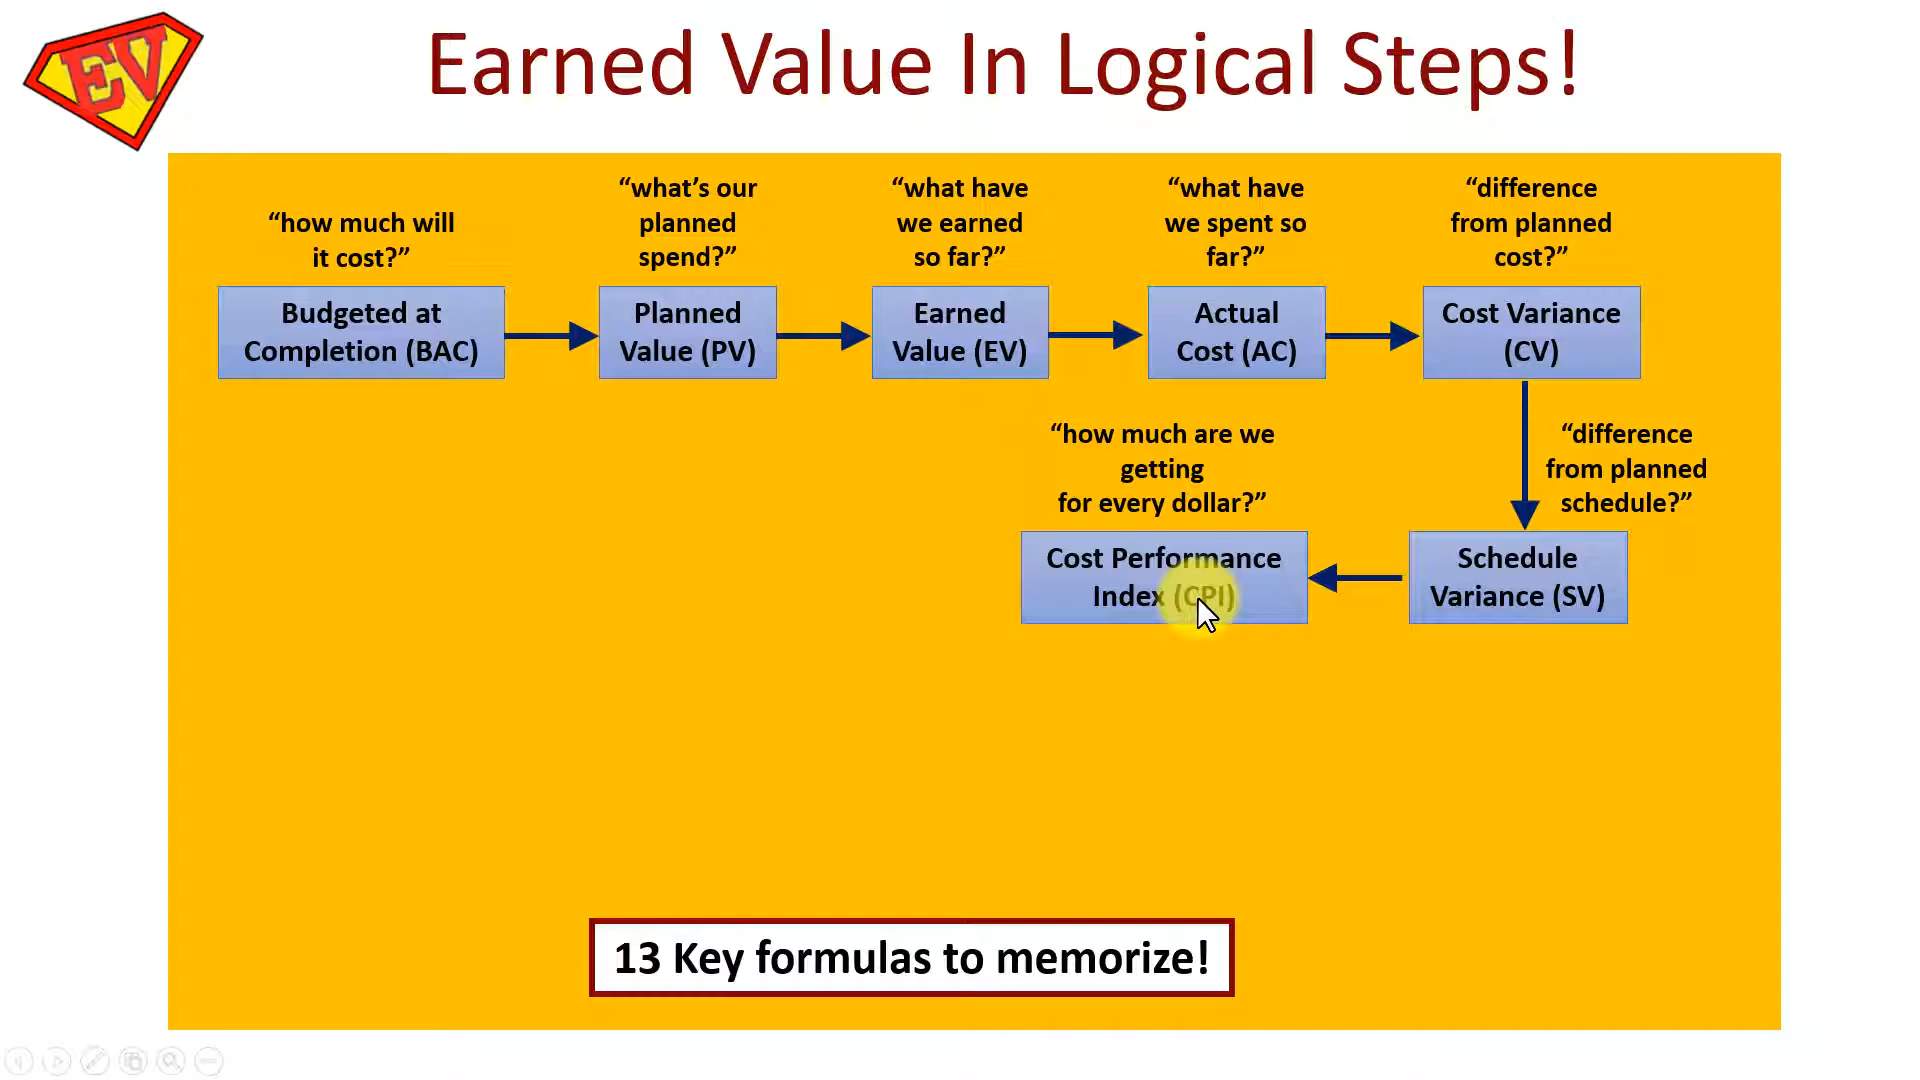 EV
Earned Value In Logical Steps!
“how much will
it cost?”
Budgeted at
Completion (BAC)
“what’s our
planned
spend?”
Planned
Value (PV)
“what have
we earned
so far?”
Earned
Value (EV)
“what have
we spent so
far?”
Actual
Cost (AC)
“difference
from planned
cost?”
Cost Variance
(CV)
“difference
from planned
schedule?”
Schedule
Variance (SV)
“how much are we
getting
for every dollar?”
Cost Performance
Index (CPI)
13 Key formulas to memorize!